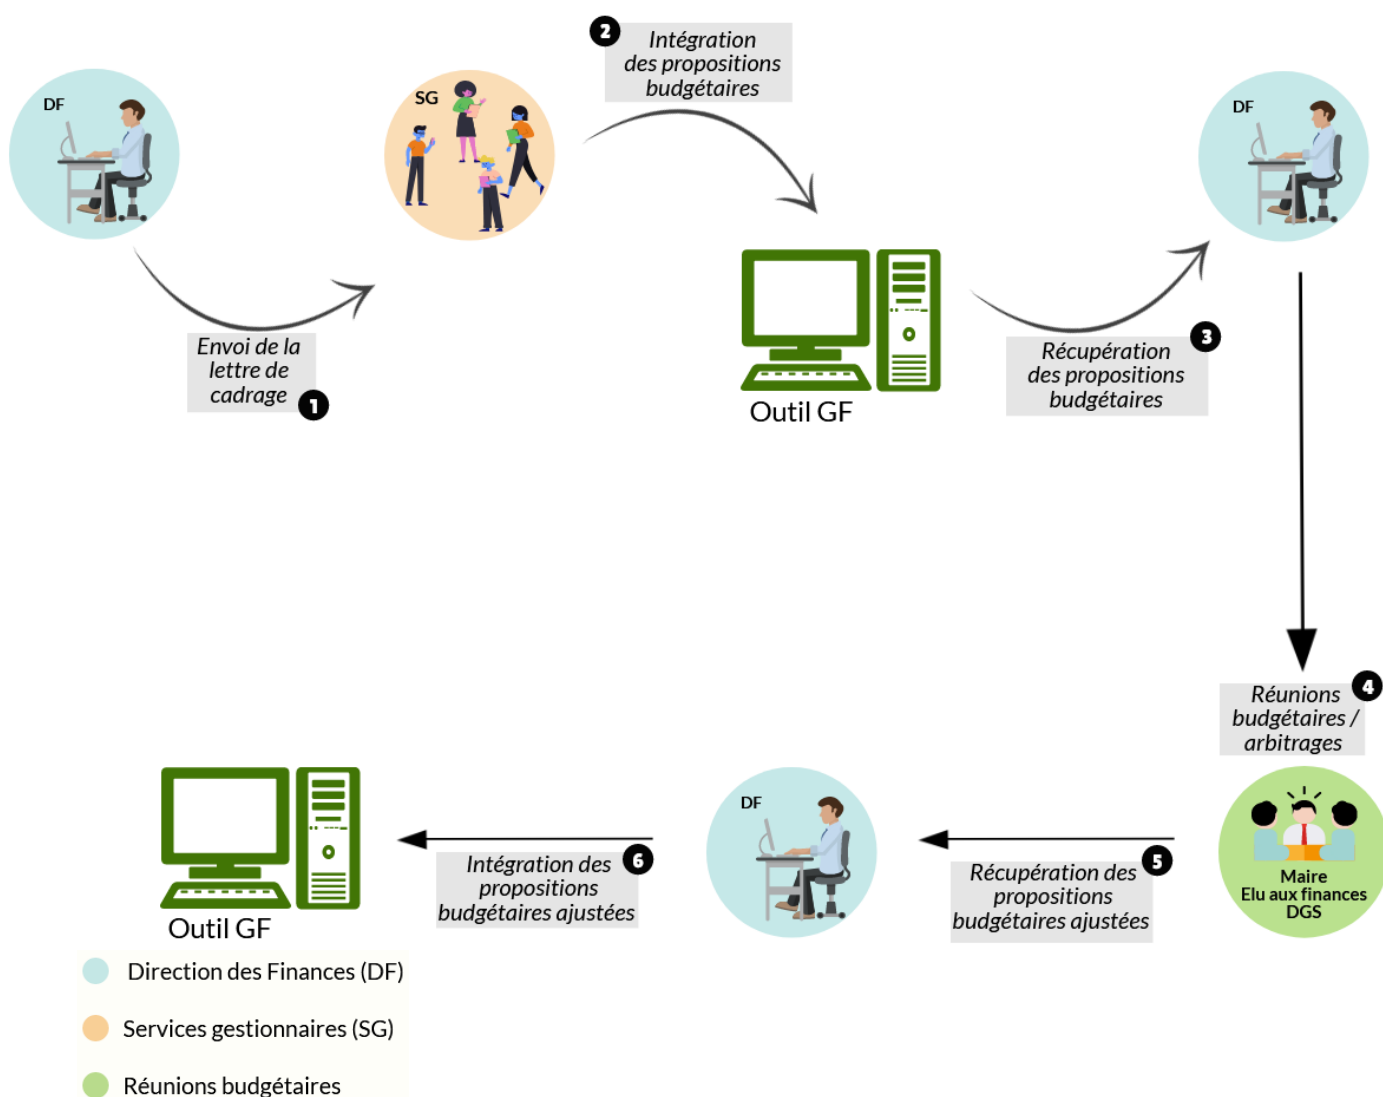 DF
SG
2
Intégration
des propositions
budgétaires
DF
Envoi de la
lettre de
cadrage
1
Outil GF
3
Récupération
des propositions
budgétaires
4
Réunions
budgétaires /
arbitrages
Maire
Elu aux finances
DGS
5
Récupération des
propositions
budgétaires ajustées
DF
6
Intégration des
propositions
budgétaires ajustées
Outil GF
Direction des Finances (DF)
Services gestionnaires (SG)
Réunions budgétaires